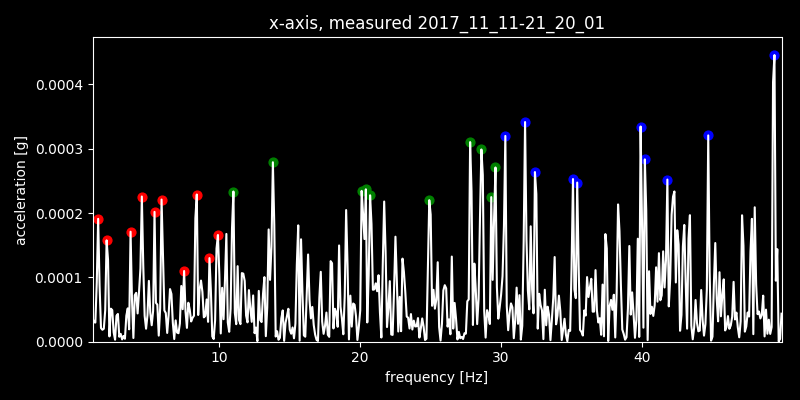 x-axis, measured 2017_11_11-21_20_01
acceleration [g]
0.0004
0.0003
0.0002
0.0001
0.0000
10 20 30 40
frequency [Hz]